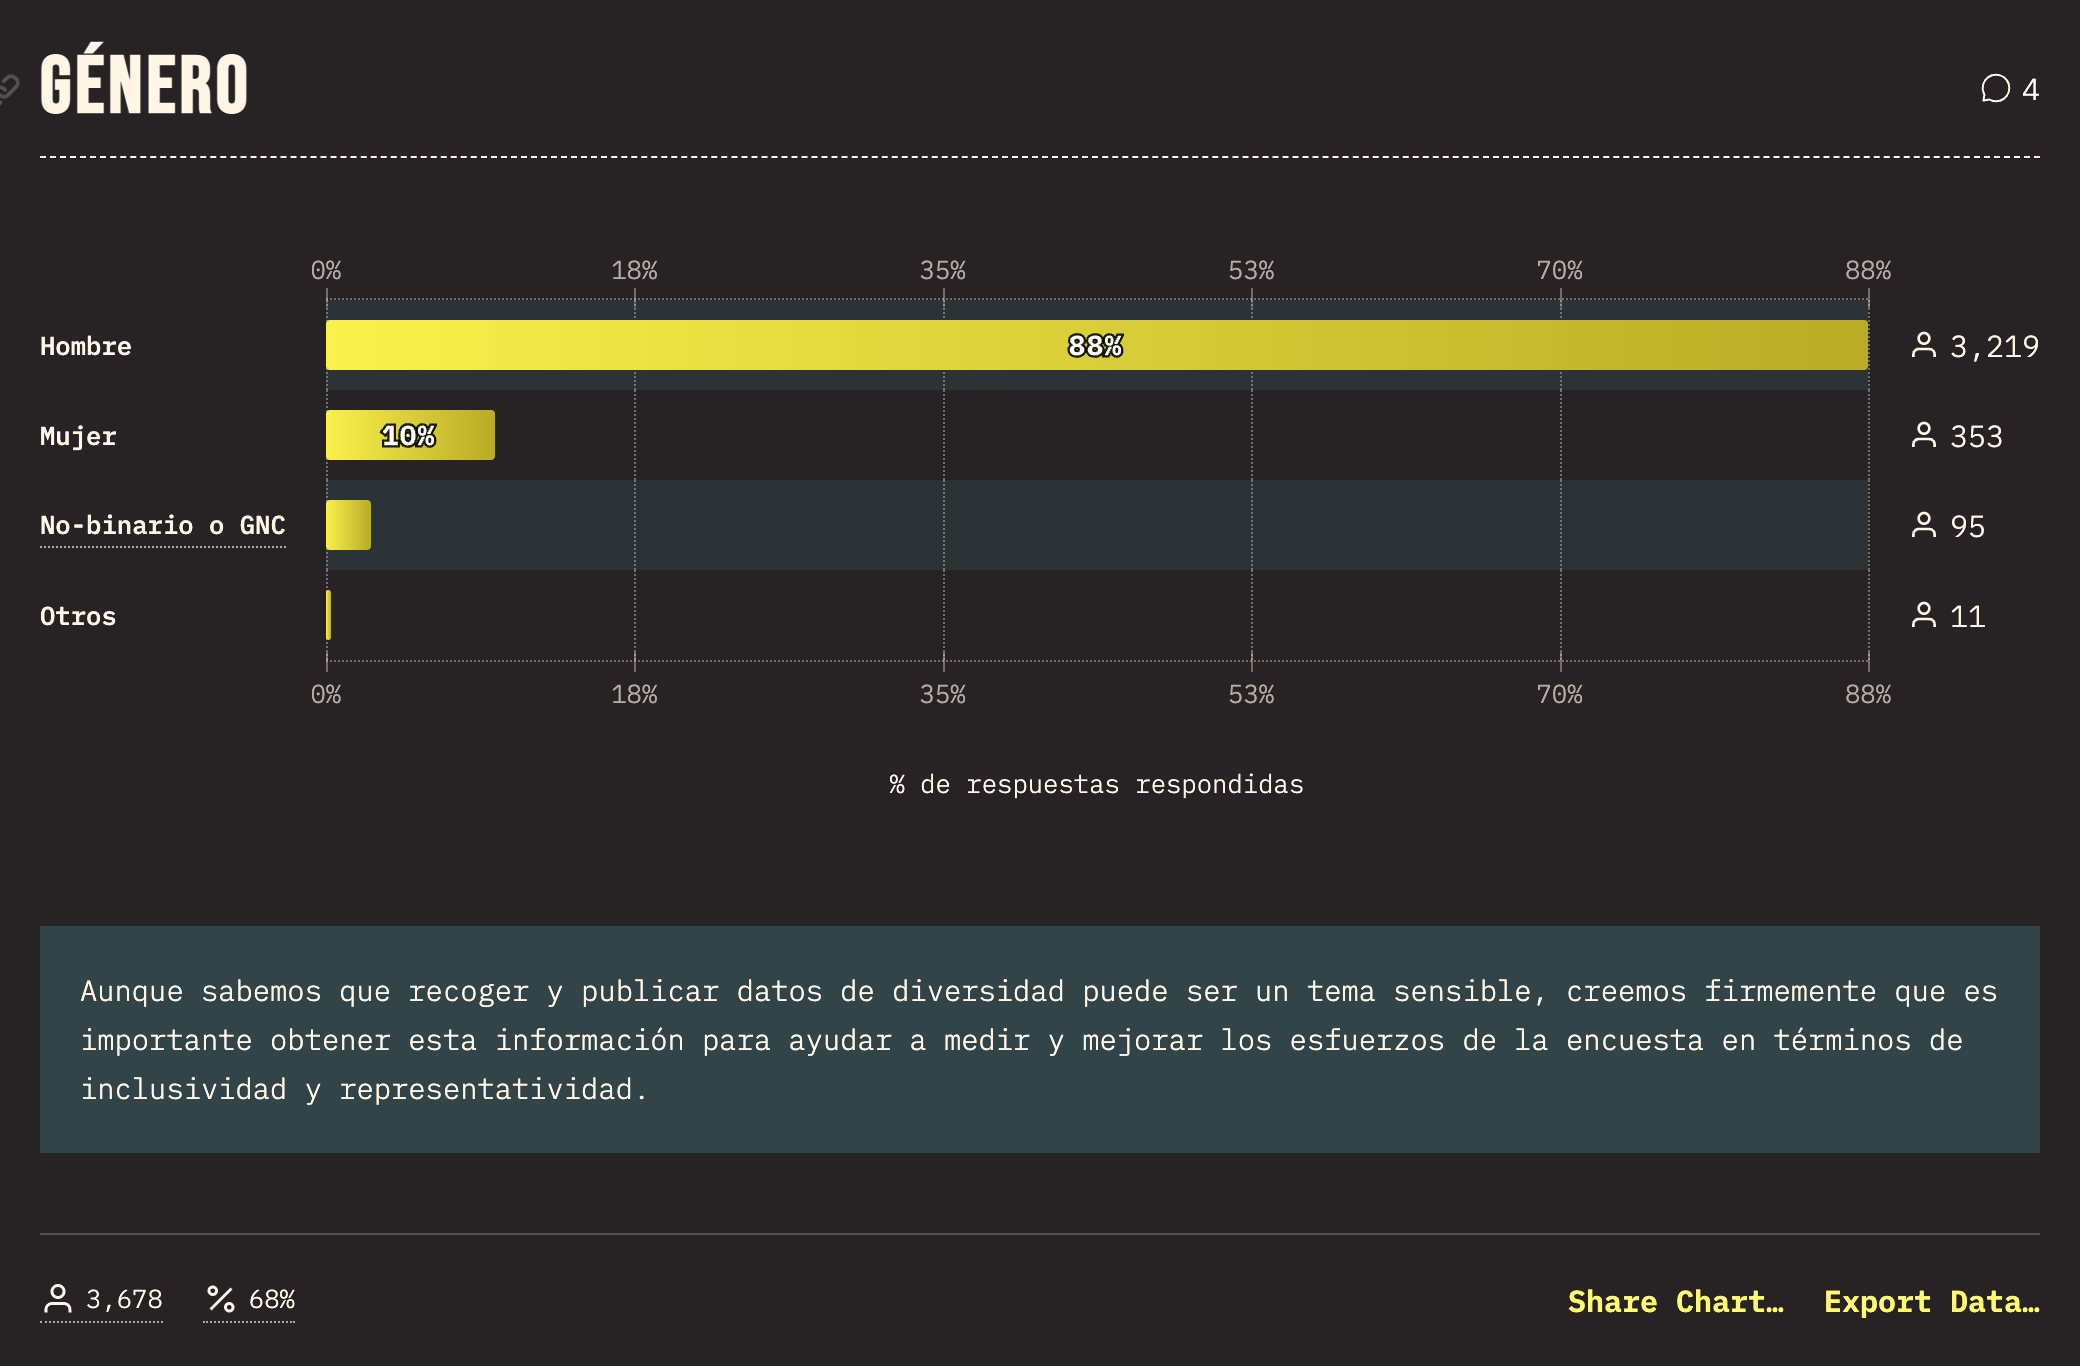 GÉNERO
4
0% 18% 35% 53% 70% 88%
Hombre 88% 3,219
Mujer 10% 353
No-binario o GNC 95
Otros 11
0% 18% 35% 53% 70% 88%
% de respuestas respondidas
Aunque sabemos que recoger y publicar datos de diversidad puede ser un tema sensible, creemos firmemente que es
importante obtener esta información para ayudar a medir y mejorar los esfuerzos de la encuesta en términos de
inclusividad y representatividad.
3,678 % 68% Share Chart… Export Data…